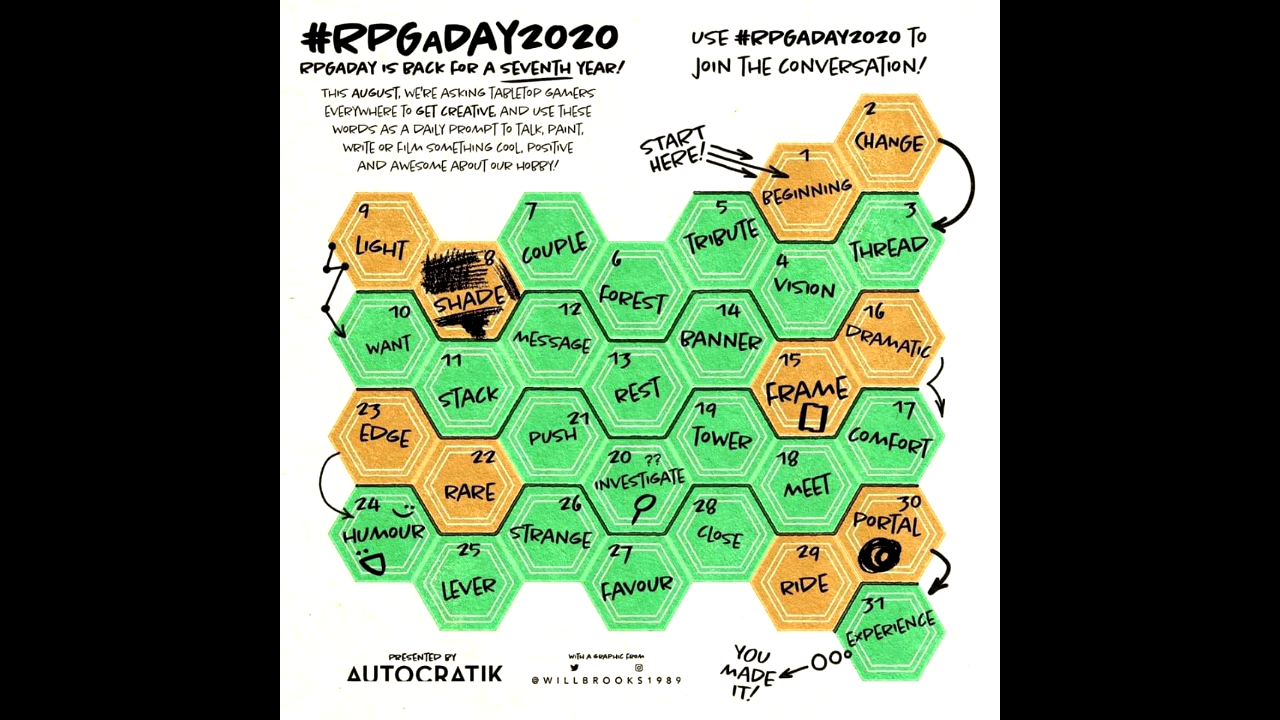 #RPGaDAY2020
RPGADAY IS BACK FOR A SEVENTH YEAR!
THIS AUGUST, WE'RE ASKING TABLETOP GAMERS
EVERYWHERE TO GET CREATIVE, AND USE THESE
WORDS AS A DAILY PROMPT TO TALK, PAINT,
WRITE OR FILM SOMETHING COOL, POSITIVE
AND AWESOME ABOUT OUR HOBBY!
USE #RPGADAY2020 TO
JOIN THE CONVERSATION!
START
HERE!
1
BEGINNING
2
CHANGE
3
THREAD
4
VISION
5
TRIBUTE
6
FOREST
7
COUPLE
8
SHADE
9
LIGHT
10
WANT
11
STACK
12
MESSAGE
13
REST
14
BANNER
15
FRAME
16
DRAMATIC
17
COMFORT
18
MEET
19
TOWER
20
??
INVESTIGATE
21
PUSH
22
RARE
23
EDGE
24
HUMOUR
25
LEVER
26
STRANGE
27
FAVOUR
28
CLOSE
29
RIDE
30
PORTAL
31
EXPERIENCE
YOU
MADE
IT!
PRESENTED BY
AUTOCRATIK
WITH A GRAPHIC FROM
@WILLBROOKS1989